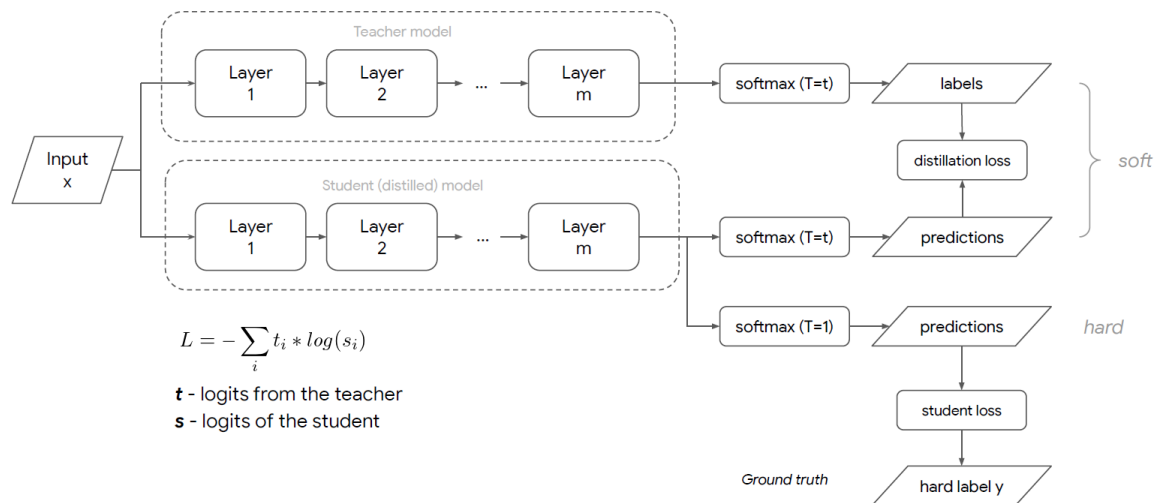 Teacher model
Layer
1
Layer
2
...
Layer
m
softmax (T=t)
labels
distillation loss
soft
Input
x
Student (distilled) model
Layer
1
Layer
2
...
Layer
m
softmax (T=t)
predictions
softmax (T=1)
predictions
hard
L = - ∑_i t_i * log(s_i)
t - logits from the teacher
s - logits of the student
student loss
Ground truth
hard label y